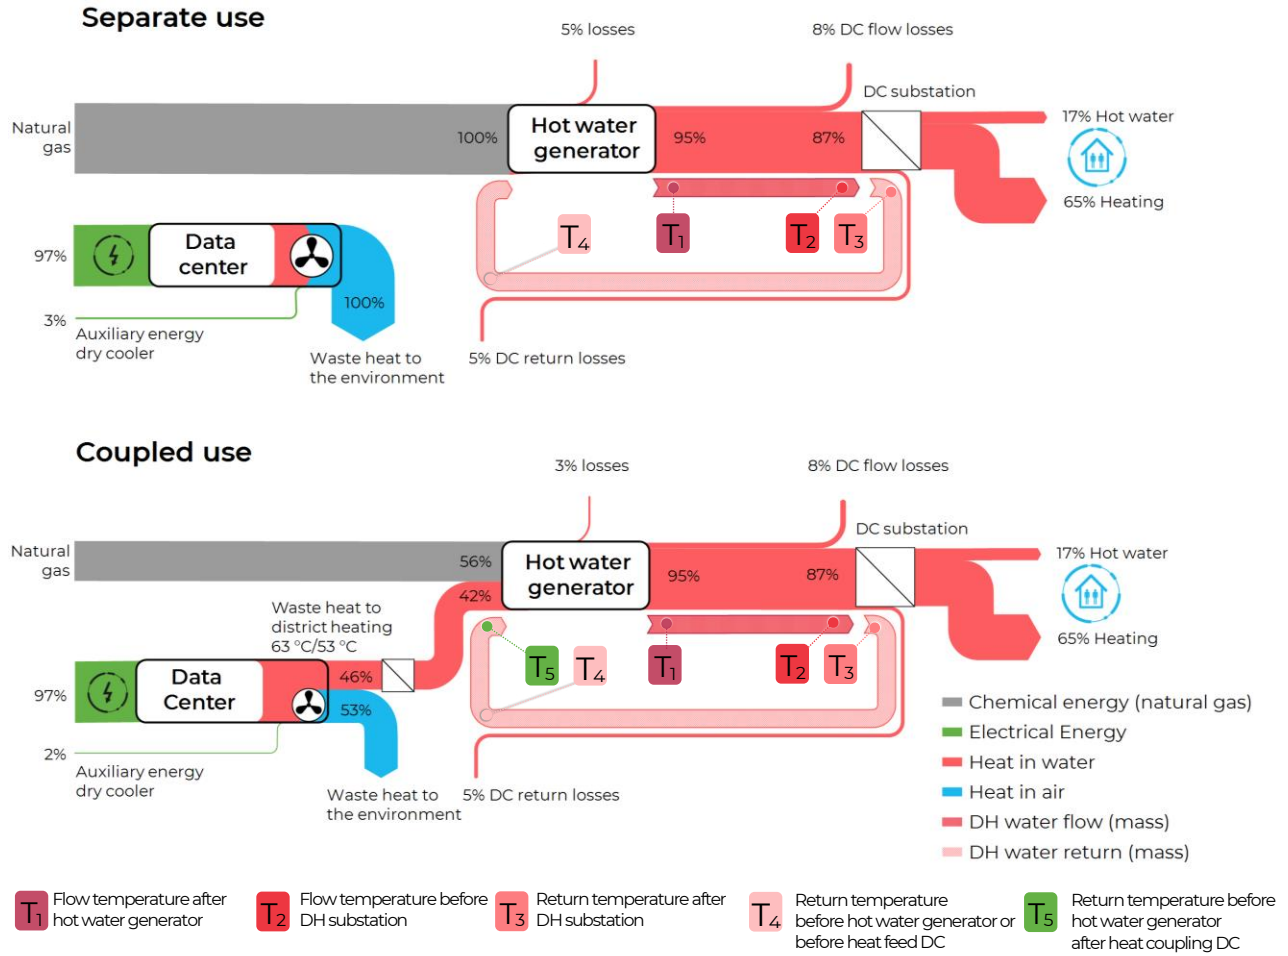 Separate use
5% losses
8% DC flow losses
DC substation
Natural
gas
100%
Hot water
generator
95%
87%
17% Hot water
65% Heating
T4
T1
T2
T3
97%
Data
center
100%
3%
Auxiliary energy
dry cooler
Waste heat to
the environment
5% DC return losses
Coupled use
3% losses
8% DC flow losses
DC substation
Natural
gas
56%
42%
Hot water
generator
95%
87%
17% Hot water
65% Heating
Waste heat to
district heating
63 °C/53 °C
T5
T4
T1
T2
T3
97%
Data
Center
46%
53%
2%
Auxiliary energy
dry cooler
Waste heat to
the environment
5% DC return losses
Chemical energy (natural gas)
Electrical Energy
Heat in water
Heat in air
DH water flow (mass)
DH water return (mass)
T1
Flow temperature after
hot water generator
T2
Flow temperature before
DH substation
T3
Return temperature after
DH substation
T4
Return temperature
before hot water generator or
before heat feed DC
T5
Return temperature before
hot water generator
after heat coupling DC